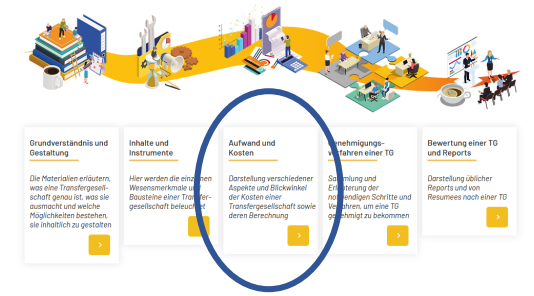 Grundverständnis und
Gestaltung
Die Materialien erläutern,
was eine Transfergesell-
schaft genau ist, was sie
ausmacht und welche
Möglichkeiten bestehen,
sie inhaltlich zu gestalten
Inhalte und
Instrumente
Hier werden die einzelnen
Wesensmerkmale und
Bausteine einer Transfer-
gesellschaft beleuchtet
Aufwand und
Kosten
Darstellung verschiedener
Aspekte und Blickwinkel
der Kosten einer
Transfergesellschaft sowie
deren Berechnung
Genehmigungs-
verfahren einer TG
Sammlung und
Erläuterung der
notwendigen Schritte und
Verfahren, um eine TG
genehmigt zu bekommen
Bewertung einer TG
und Reports
Darstellung üblicher
Reports und von
Resumees nach einer TG